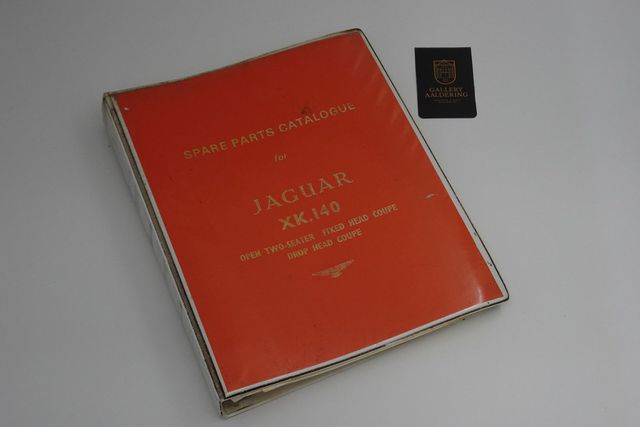 SPARE PARTS CATALOGUE
for
JAGUAR
XK.140
OPEN TWO-SEATER FIXED HEAD COUPE
DROP HEAD COUPE
GALLERY
AALDERING